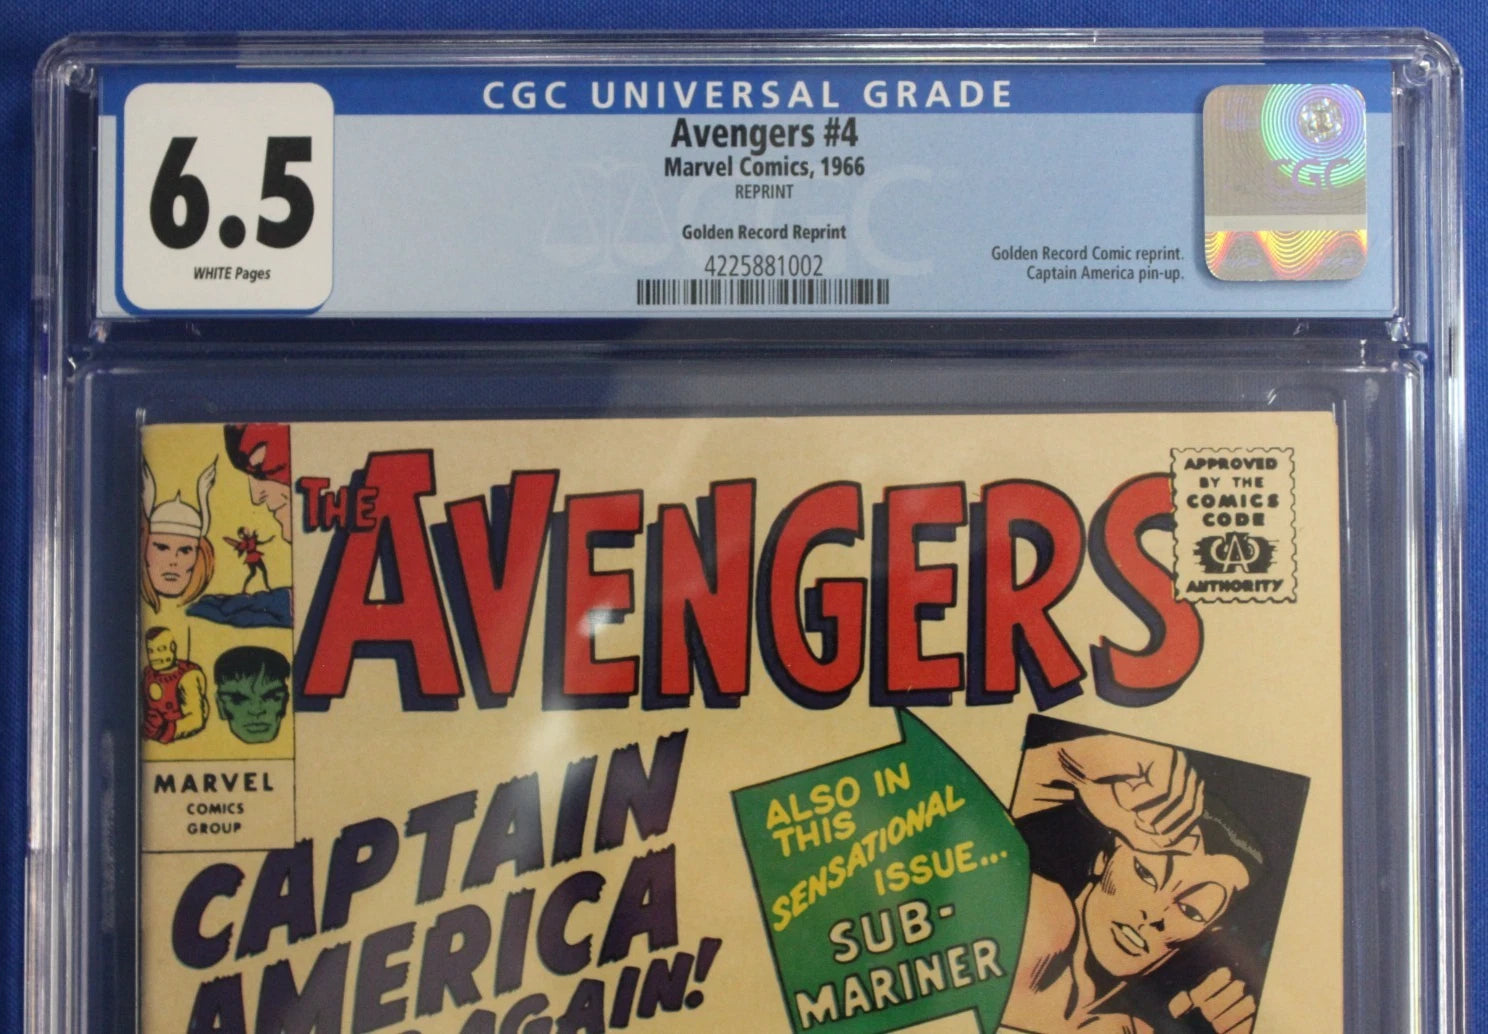 CGC UNIVERSAL GRADE
6.5
WHITE Pages
Avengers #4
Marvel Comics, 1966
REPRINT
Golden Record Reprint
4225881002
Golden Record Comic reprint.
Captain America pin-up.
CGC
CGC
THE AVENGERS
APPROVED
BY THE
COMICS
CODE
CA
AUTHORITY
MARVEL
COMICS
GROUP
CAPTAIN
AMERICA
AGAIN!
ALSO IN
THIS
SENSATIONAL
ISSUE...
SUB-
MARINER